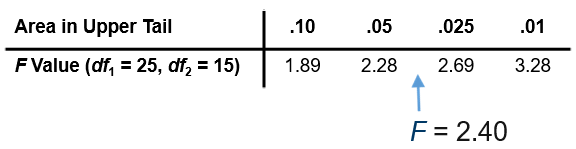 Area in Upper Tail .10 .05 .025 .01
F Value (df₁ = 25, df₂ = 15) 1.89 2.28 2.69 3.28
F = 2.40